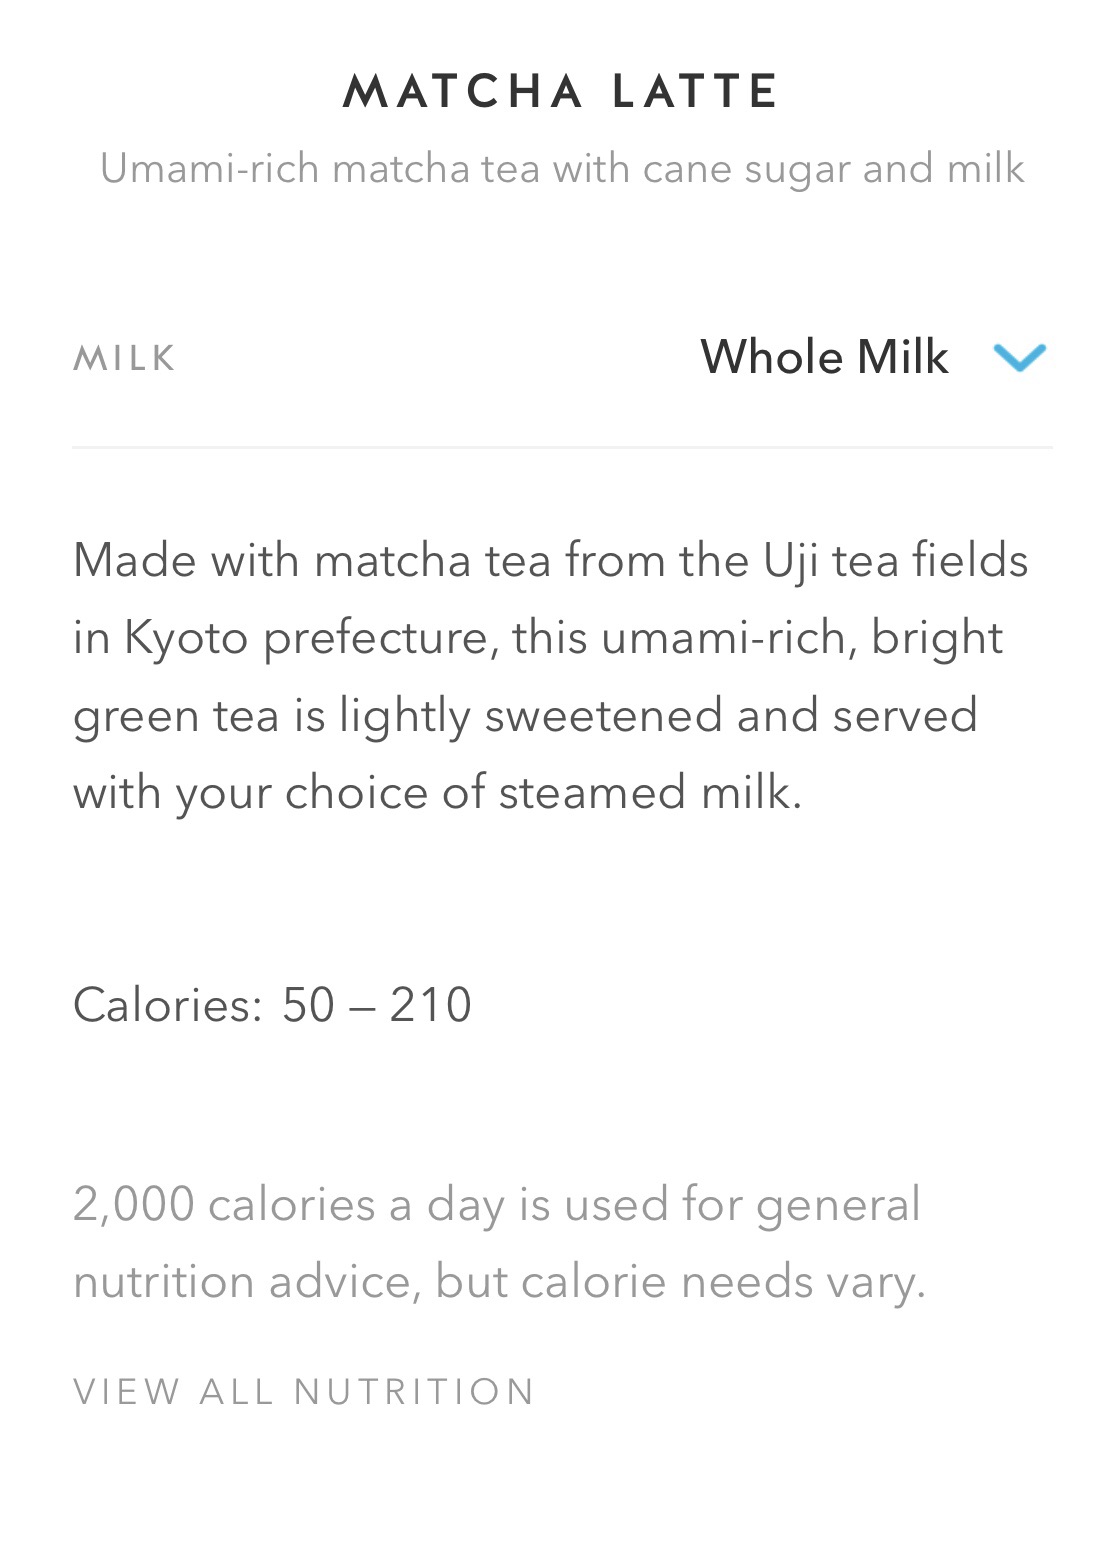 MATCHA LATTE
Umami-rich matcha tea with cane sugar and milk
MILK Whole Milk
Made with matcha tea from the Uji tea fields
in Kyoto prefecture, this umami-rich, bright
green tea is lightly sweetened and served
with your choice of steamed milk.
Calories: 50 – 210
2,000 calories a day is used for general
nutrition advice, but calorie needs vary.
VIEW ALL NUTRITION